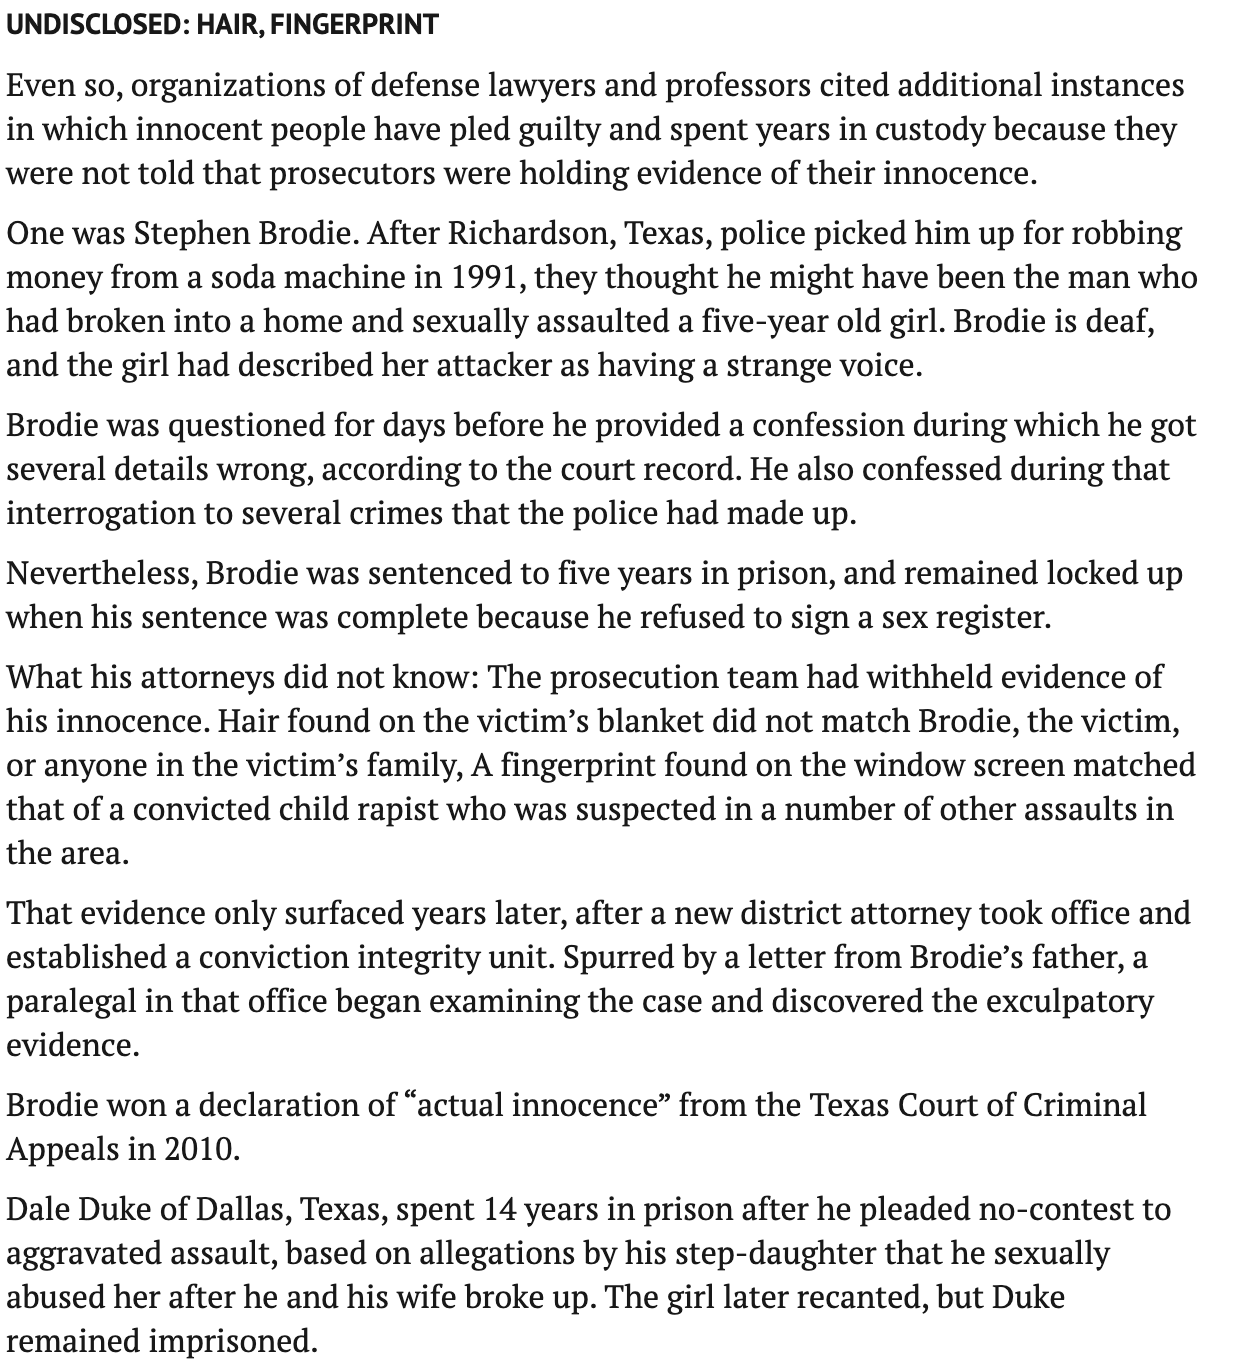 UNDISCLOSED: HAIR, FINGERPRINT
Even so, organizations of defense lawyers and professors cited additional instances
in which innocent people have pled guilty and spent years in custody because they
were not told that prosecutors were holding evidence of their innocence.
One was Stephen Brodie. After Richardson, Texas, police picked him up for robbing
money from a soda machine in 1991, they thought he might have been the man who
had broken into a home and sexually assaulted a five-year old girl. Brodie is deaf,
and the girl had described her attacker as having a strange voice.
Brodie was questioned for days before he provided a confession during which he got
several details wrong, according to the court record. He also confessed during that
interrogation to several crimes that the police had made up.
Nevertheless, Brodie was sentenced to five years in prison, and remained locked up
when his sentence was complete because he refused to sign a sex register.
What his attorneys did not know: The prosecution team had withheld evidence of
his innocence. Hair found on the victim’s blanket did not match Brodie, the victim,
or anyone in the victim’s family, A fingerprint found on the window screen matched
that of a convicted child rapist who was suspected in a number of other assaults in
the area.
That evidence only surfaced years later, after a new district attorney took office and
established a conviction integrity unit. Spurred by a letter from Brodie’s father, a
paralegal in that office began examining the case and discovered the exculpatory
evidence.
Brodie won a declaration of “actual innocence” from the Texas Court of Criminal
Appeals in 2010.
Dale Duke of Dallas, Texas, spent 14 years in prison after he pleaded no-contest to
aggravated assault, based on allegations by his step-daughter that he sexually
abused her after he and his wife broke up. The girl later recanted, but Duke
remained imprisoned.